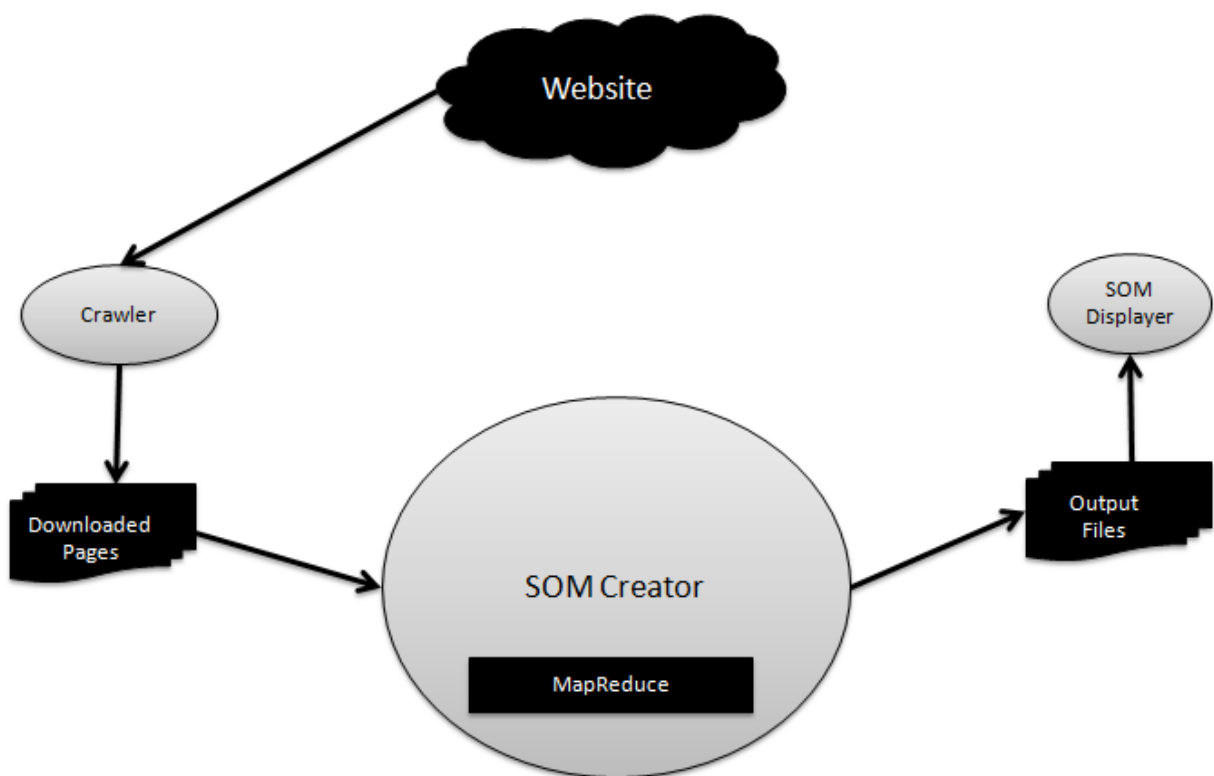 Website
Crawler
SOM
Displayer
Downloaded
Pages
Output
Files
SOM Creator
MapReduce